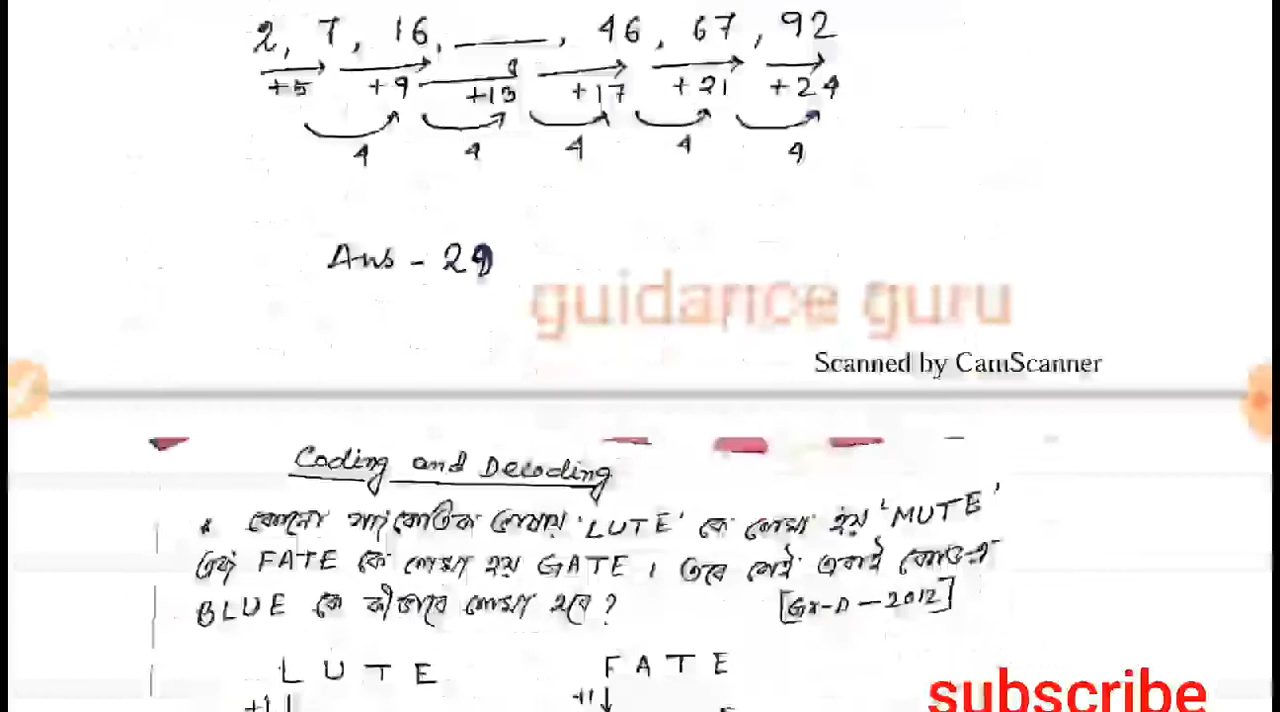 2, 7, 16, ____, 46, 67, 92
+5 +9 +13 +17 +21 +24
4 4 4 4 4
Ans - 29
guidance guru
Scanned by CamScanner
Coding and Decoding
* কোনো সাংকেতিক লেখায় 'LUTE' কে লেখা হয় 'MUTE'
এবং FATE কে লেখা হয় GATE । তবে সেই একই কোডে
BLUE কে কীভাবে লেখা হবে ? [Gr-D-2012]
L U T E F A T E
+1 +1
subscribe